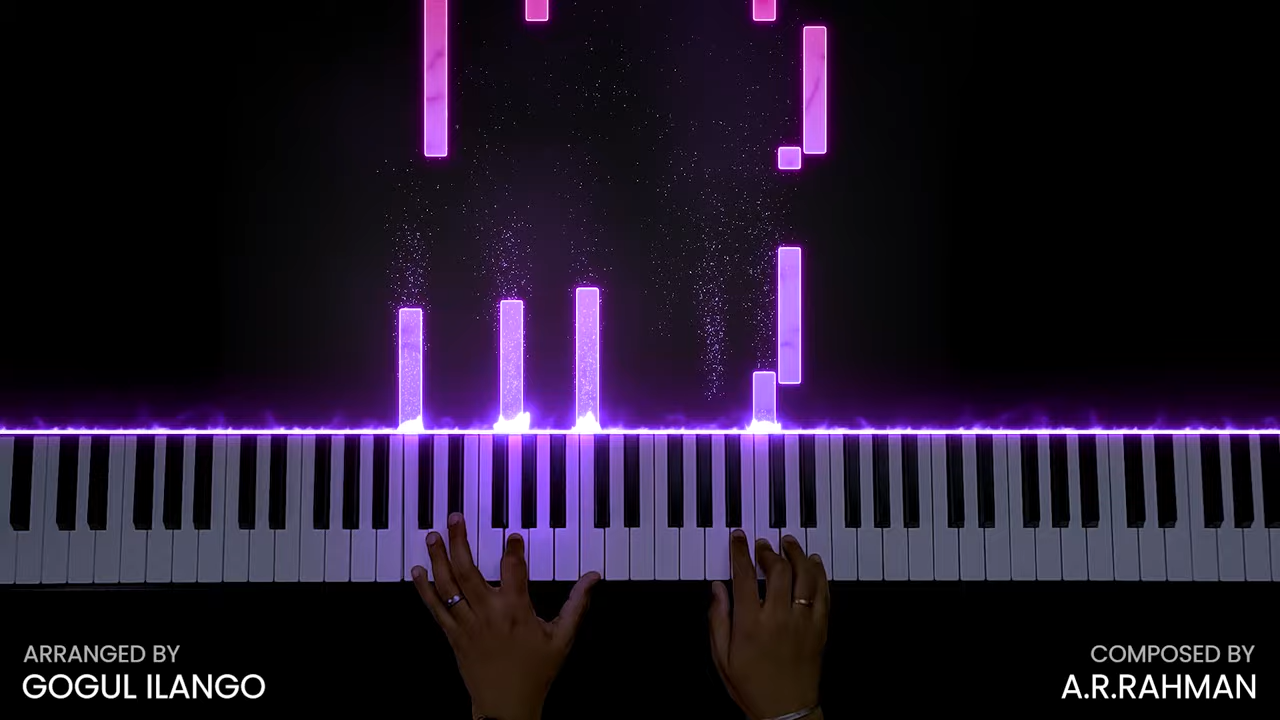 ARRANGED BY
GOGUL ILANGO
COMPOSED BY
A.R.RAHMAN